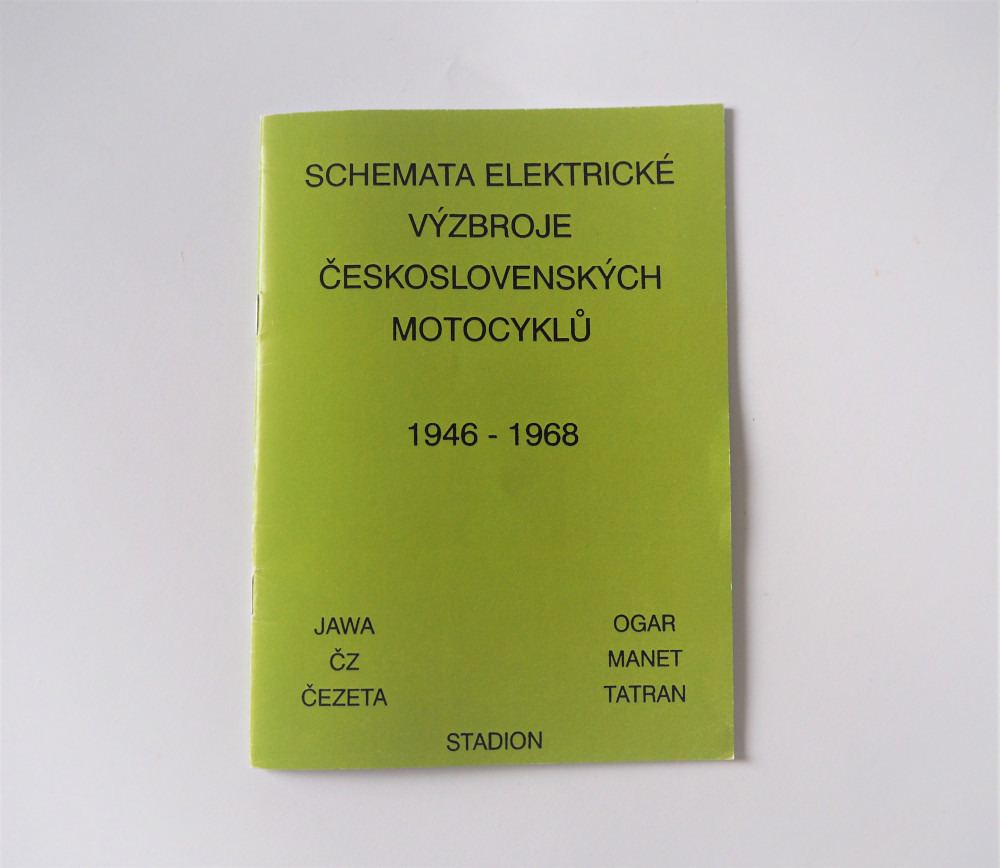 SCHEMATA ELEKTRICKÉ
VÝZBROJE
ČESKOSLOVENSKÝCH
MOTOCYKLŮ
1946 - 1968
JAWA
ČZ
ČEZETA
OGAR
MANET
TATRAN
STADION